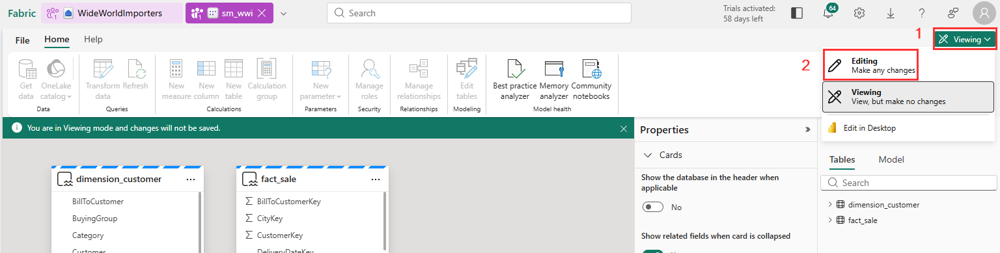 Fabric
WideWorldImporters
sm_wwi
Search
Trials activated:
58 days left
64
File
Home
Help
1
Viewing
Get
data
OneLake
catalog
Data
Transform
data
Refresh
Queries
New
measure
New
column
New
table
Calculation
group
Calculations
New
parameter
Parameters
Manage
roles
Security
Manage
relationships
Relationships
Edit
tables
Modeling
Best practice
analyzer
Memory
analyzer
Community
notebooks
Model health
2
Editing
Make any changes
Viewing
View, but make no changes
Edit in Desktop
You are in Viewing mode and changes will not be saved.
dimension_customer
BillToCustomer
BuyingGroup
Category
Customer
fact_sale
BillToCustomerKey
CityKey
CustomerKey
DeliveryDateKey
Properties
Cards
Show the database in the header when
applicable
No
Show related fields when card is collapsed
Tables
Model
Search
dimension_customer
fact_sale